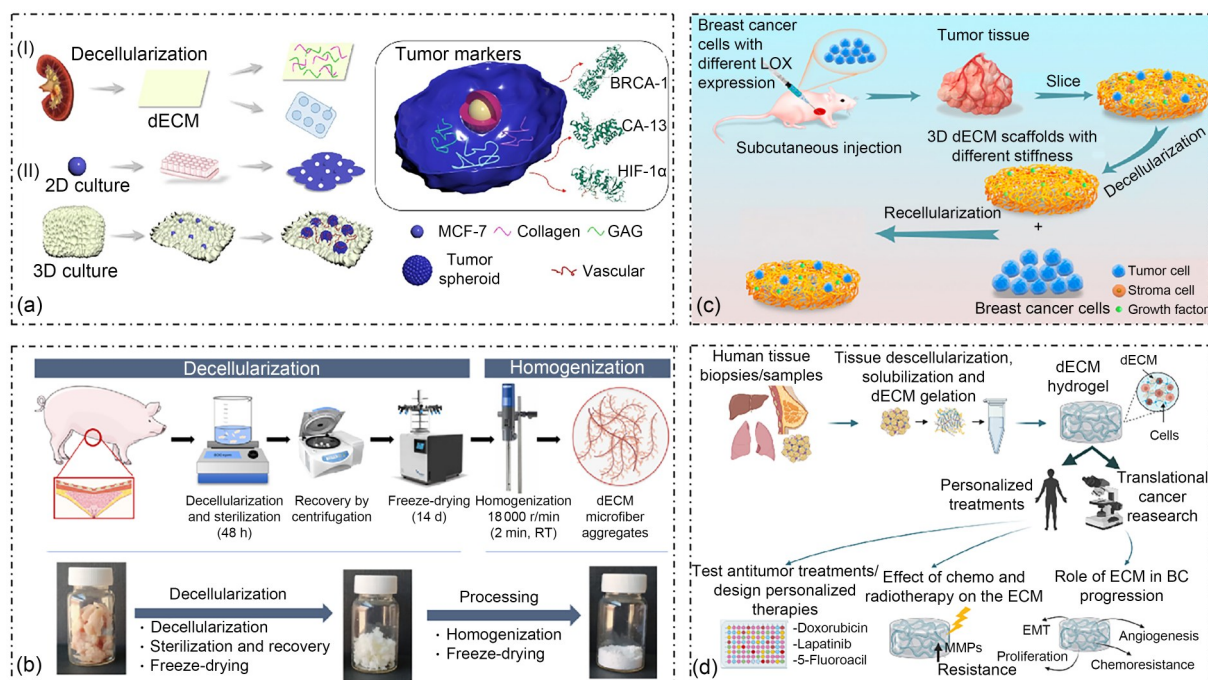 (I)
Decellularization
dECM
(II)
2D culture
3D culture
Tumor markers
BRCA-1
CA-13
HIF-1α
MCF-7
Collagen
GAG
Tumor
spheroid
Vascular
(a)
Breast cancer
cells with
different LOX
expression
Subcutaneous injection
Tumor tissue
Slice
3D dECM scaffolds with
different stiffness
Decellularization
Recellularization
+
Breast cancer cells
Tumor cell
Stroma cell
Growth factor
(c)
Decellularization
Homogenization
Decellularization
and sterilization
(48 h)
Recovery by
centrifugation
Freeze-drying
(14 d)
Homogenization
18 000 r/min
(2 min, RT)
dECM
microfiber
aggregates
Decellularization
· Decellularization
· Sterilization and recovery
· Freeze-drying
Processing
· Homogenization
· Freeze-drying
(b)
Human tissue
biopsies/samples
Tissue descellularization,
solubilization and
dECM gelation
dECM
hydrogel
dECM
Cells
Personalized
treatments
Translational
cancer
reasearch
Test antitumor treatments/
design personalized
therapies
-Doxorubicin
-Lapatinib
-5-Fluoroacil
Effect of chemo and
radiotherapy on the ECM
MMPs
Resistance
Role of ECM in BC
progression
EMT
Angiogenesis
Proliferation
Chemoresistance
(d)